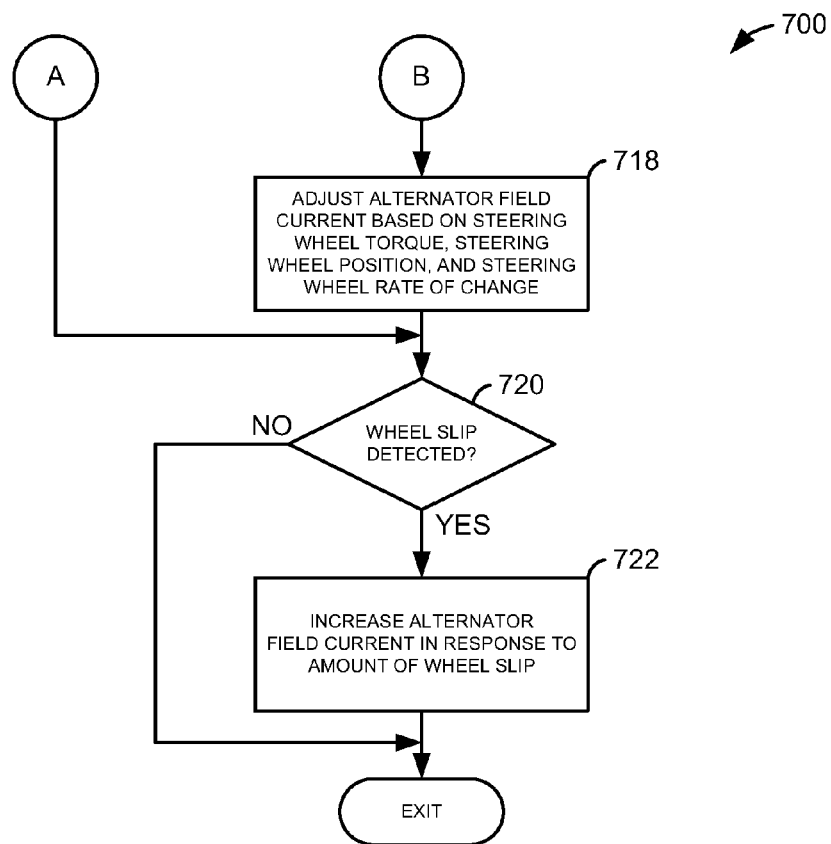 700
A
B
718
ADJUST ALTERNATOR FIELD
CURRENT BASED ON STEERING
WHEEL TORQUE, STEERING
WHEEL POSITION, AND STEERING
WHEEL RATE OF CHANGE
720
NO
WHEEL SLIP
DETECTED?
YES
722
INCREASE ALTERNATOR
FIELD CURRENT IN RESPONSE TO
AMOUNT OF WHEEL SLIP
EXIT